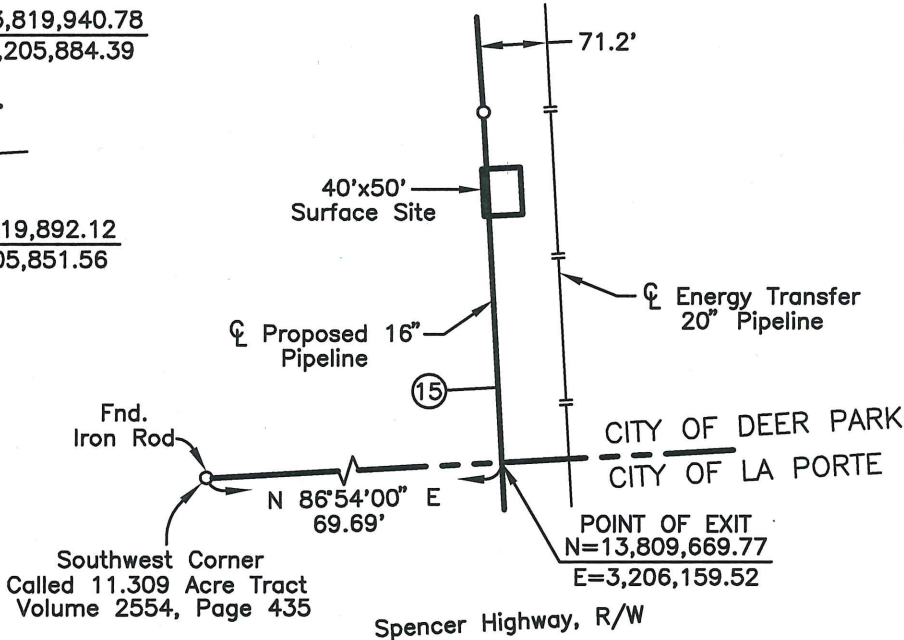 3,819,940.78
,205,884.39
71.2'
40'x50'
Surface Site
19,892.12
05,851.56
℄ Energy Transfer
20" Pipeline
℄ Proposed 16"
Pipeline
15
Fnd.
Iron Rod
CITY OF DEER PARK
CITY OF LA PORTE
N 86°54'00" E
69.69'
POINT OF EXIT
N=13,809,669.77
E=3,206,159.52
Southwest Corner
Called 11.309 Acre Tract
Volume 2554, Page 435
Spencer Highway, R/W